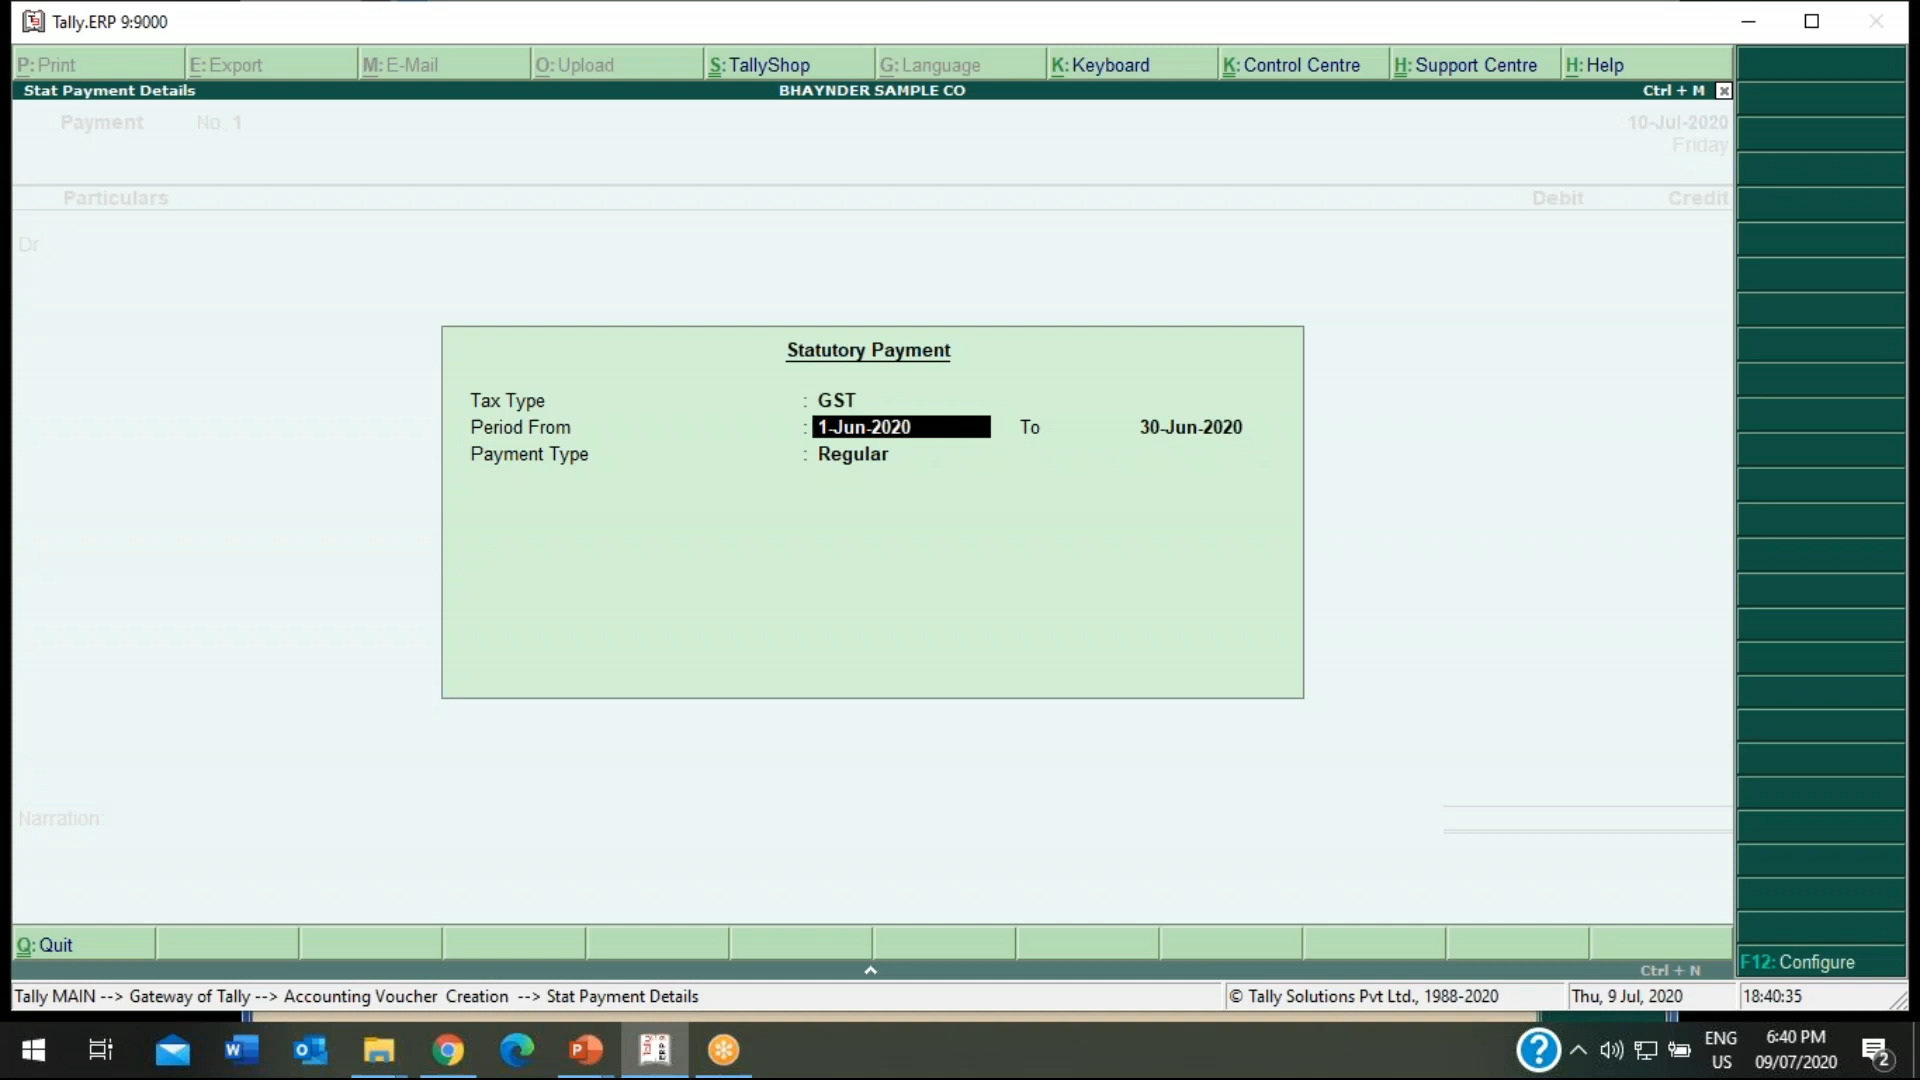 Tally.ERP 9:9000
P: Print E: Export M: E-Mail O: Upload S: TallyShop G: Language K: Keyboard K: Control Centre H: Support Centre H: Help
Stat Payment Details BHAYNDER SAMPLE CO Ctrl + M
Payment No. 1 10-Jul-2020
Friday
Particulars Debit Credit
Dr
Statutory Payment
Tax Type : GST
Period From : 1-Jun-2020 To 30-Jun-2020
Payment Type : Regular
Narration:
Q: Quit
F12: Configure
Ctrl + N
Tally MAIN --> Gateway of Tally --> Accounting Voucher Creation --> Stat Payment Details © Tally Solutions Pvt Ltd., 1988-2020 Thu, 9 Jul, 2020 18:40:35
ENG 6:40 PM
US 09/07/2020 2